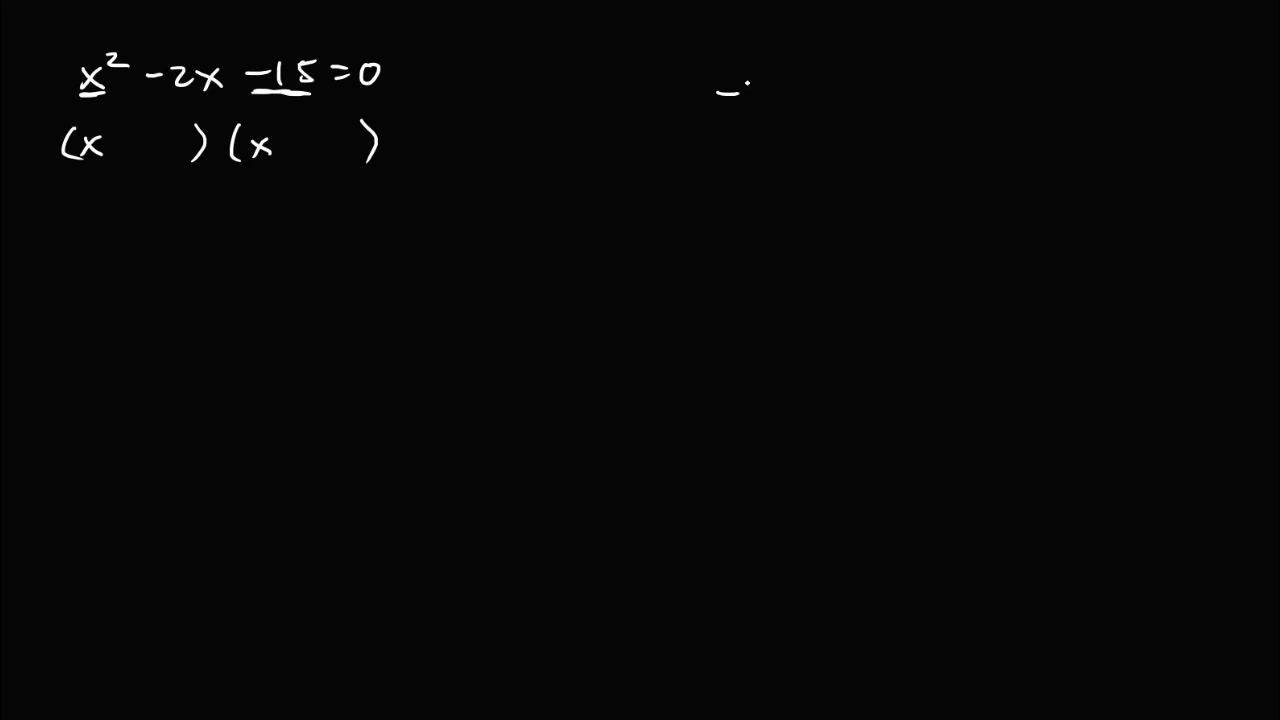 x² -2x -15 = 0
(x    ) (x    )